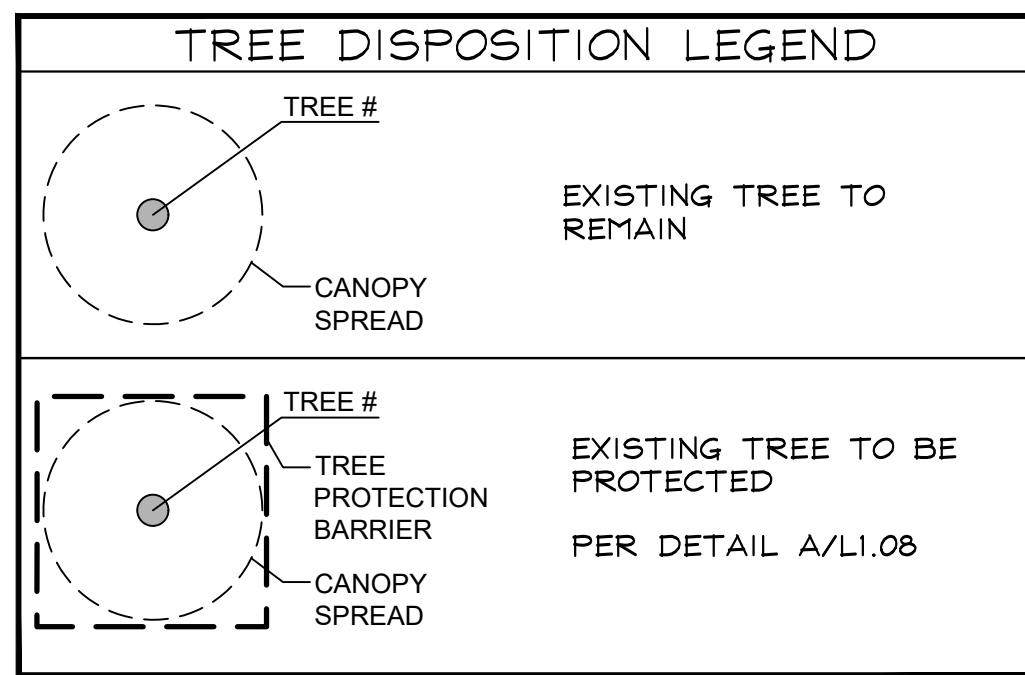 TREE DISPOSITION LEGEND
TREE #
CANOPY
SPREAD
EXISTING TREE TO
REMAIN
TREE #
TREE
PROTECTION
BARRIER
CANOPY
SPREAD
EXISTING TREE TO BE
PROTECTED
PER DETAIL A/L1.08